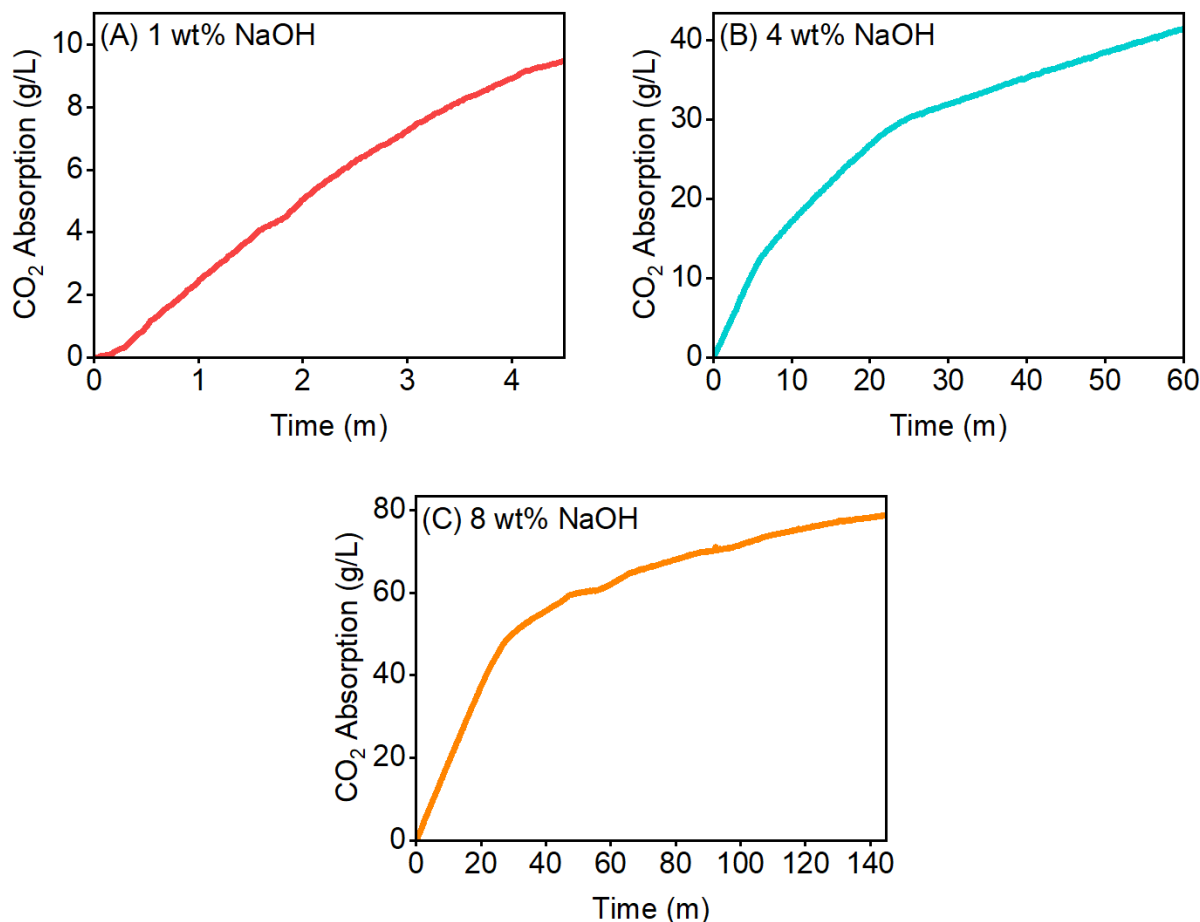 (A) 1 wt% NaOH
CO₂ Absorption (g/L)
10
8
6
4
2
0
0 1 2 3 4
Time (m)
(B) 4 wt% NaOH
CO₂ Absorption (g/L)
40
30
20
10
0
0 10 20 30 40 50 60
Time (m)
(C) 8 wt% NaOH
CO₂ Absorption (g/L)
80
60
40
20
0
0 20 40 60 80 100 120 140
Time (m)